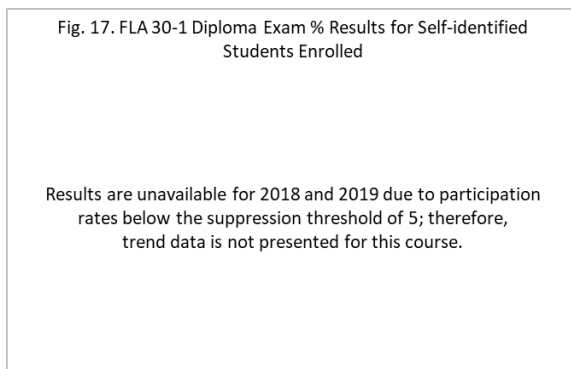 Fig. 17. FLA 30-1 Diploma Exam % Results for Self-identified
Students Enrolled
Results are unavailable for 2018 and 2019 due to participation
rates below the suppression threshold of 5; therefore,
trend data is not presented for this course.